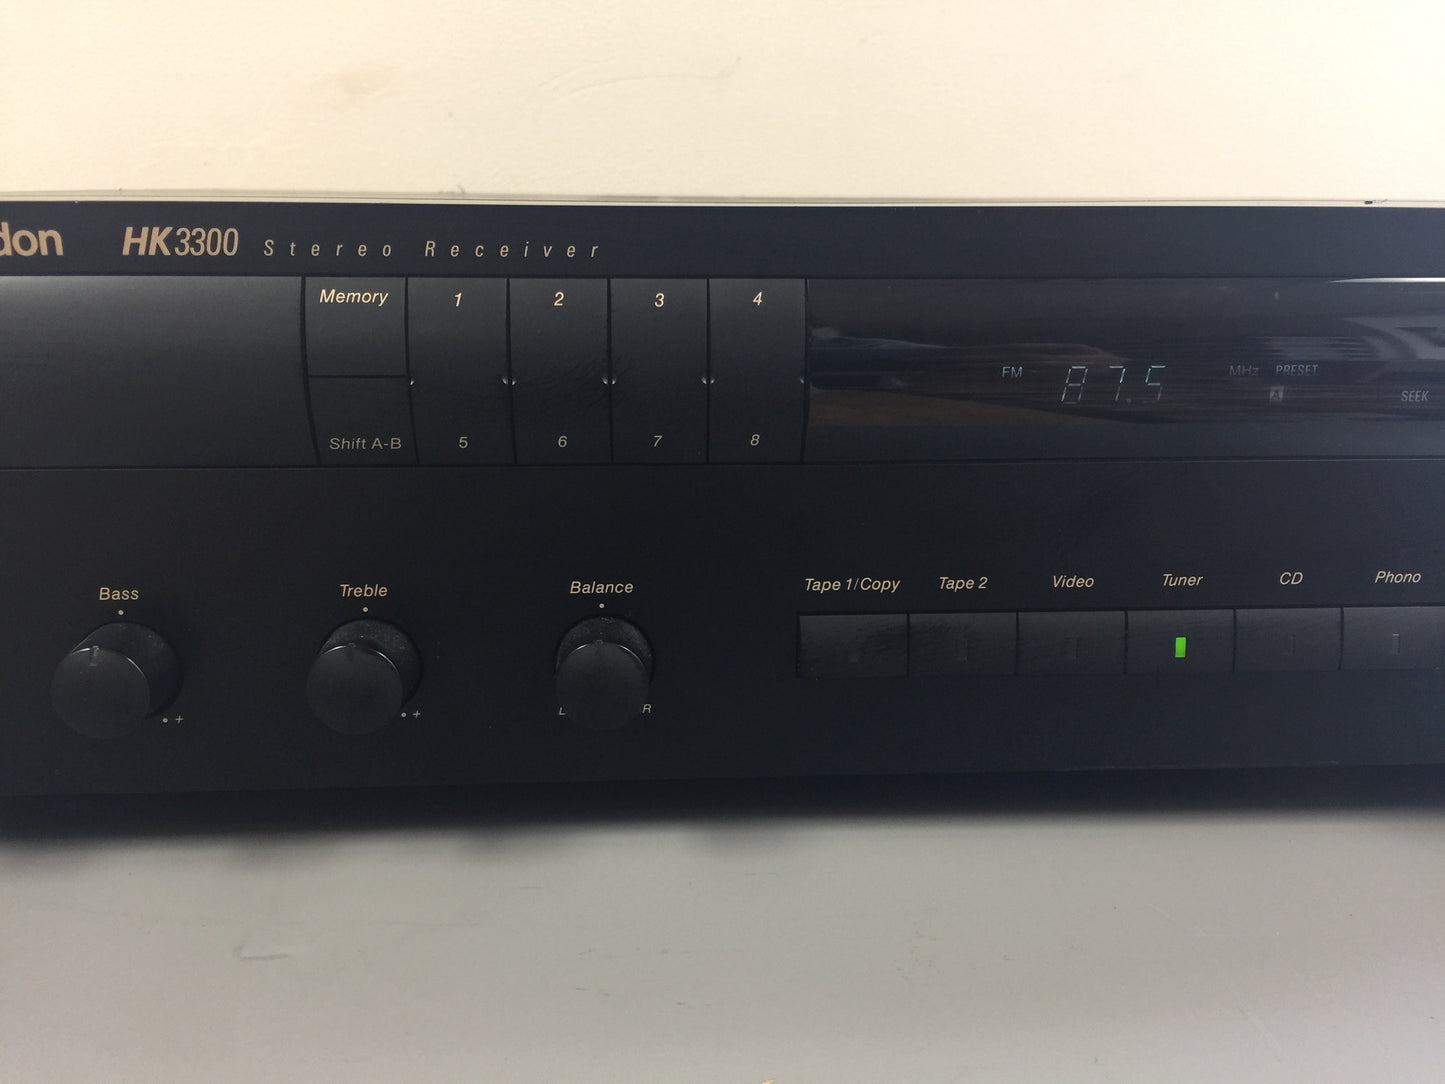 don HK3300 Stereo Receiver
Memory 1 2 3 4
FM 87.5 MHz PRESET
A SEEK
Shift A-B 5 6 7 8
Bass Treble Balance Tape 1/Copy Tape 2 Video Tuner CD Phono
+ + L R